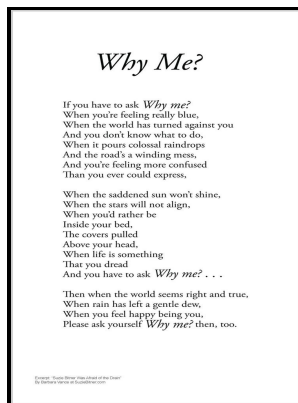 Why Me?
If you have to ask Why me?
When you're feeling really blue,
When the world has turned against you
And you don't know what to do,
When it pours colossal raindrops
And the road's a winding mess,
And you're feeling more confused
Than you ever could express,
When the saddened sun won't shine,
When the stars will not align,
When you'd rather be
Inside your bed,
The covers pulled
Above your head,
When life is something
That you dread
And you have to ask Why me? . . .
Then when the world seems right and true,
When rain has left a gentle dew,
When you feel happy being you,
Please ask yourself Why me? then, too.
Excerpt: "Suzie Bitner Was Afraid of the Drain"
By Barbara Vance at SuzieBitner.com